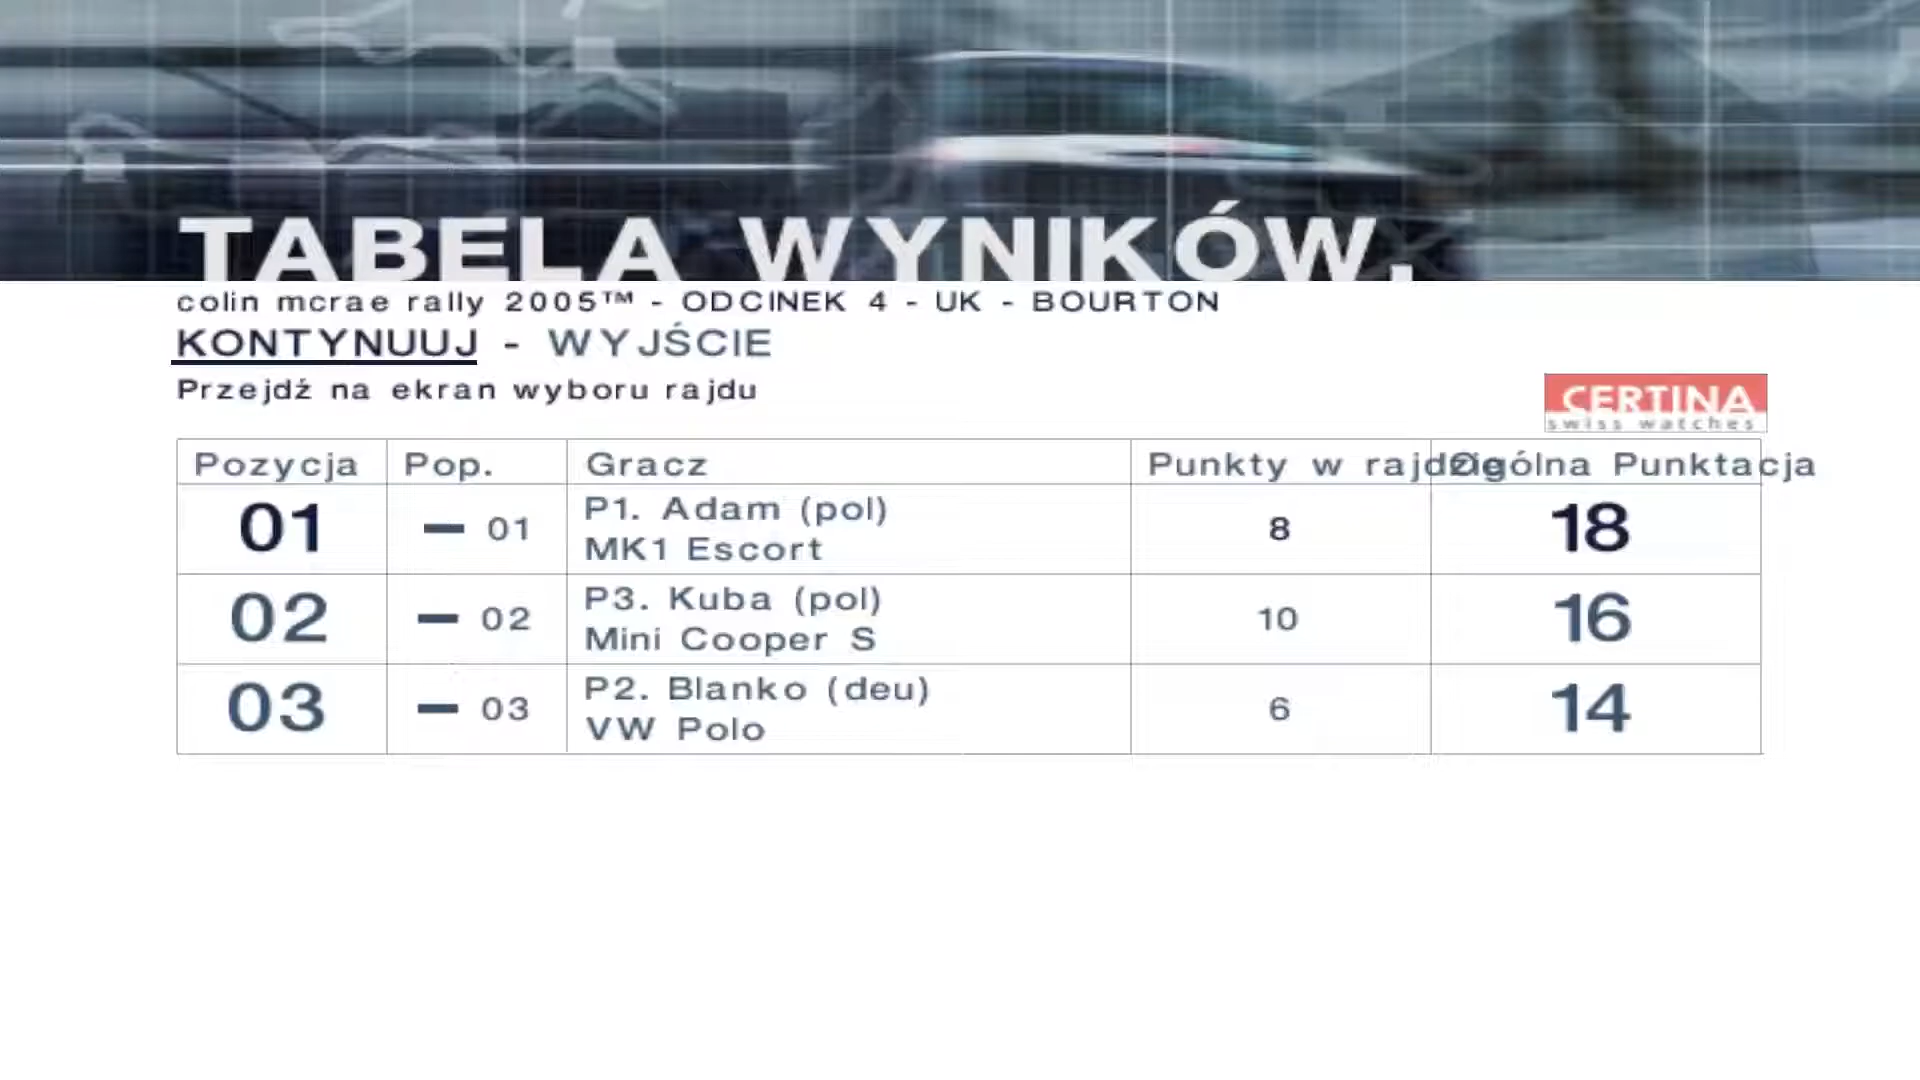 TABELA WYNIKÓW.
colin mcrae rally 2005™ - ODCINEK 4 - UK - BOURTON
KONTYNUUJ - WYJŚCIE
Przejdź na ekran wyboru rajdu
CERTINA
swiss watches
Pozycja Pop. Gracz Punkty w rajdzie Ogólna Punktacja
01 — 01 P1. Adam (pol) 8 18
MK1 Escort
02 — 02 P3. Kuba (pol) 10 16
Mini Cooper S
03 — 03 P2. Blanko (deu) 6 14
VW Polo